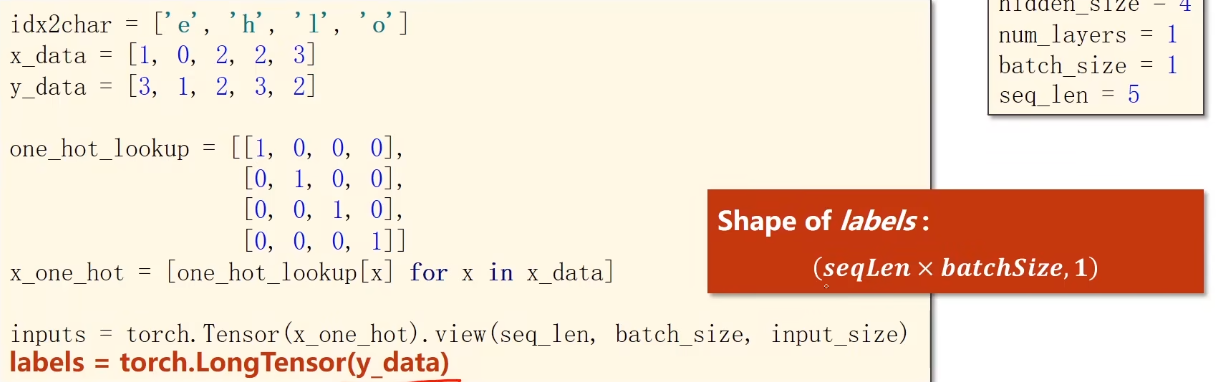 idx2char = ['e', 'h', 'l', 'o']
x_data = [1, 0, 2, 2, 3]
y_data = [3, 1, 2, 3, 2]
one_hot_lookup = [[1, 0, 0, 0],
[0, 1, 0, 0],
[0, 0, 1, 0],
[0, 0, 0, 1]]
x_one_hot = [one_hot_lookup[x] for x in x_data]
inputs = torch.Tensor(x_one_hot).view(seq_len, batch_size, input_size)
labels = torch.LongTensor(y_data)
hidden_size = 4
num_layers = 1
batch_size = 1
seq_len = 5
Shape of labels:
(seqLen × batchSize, 1)